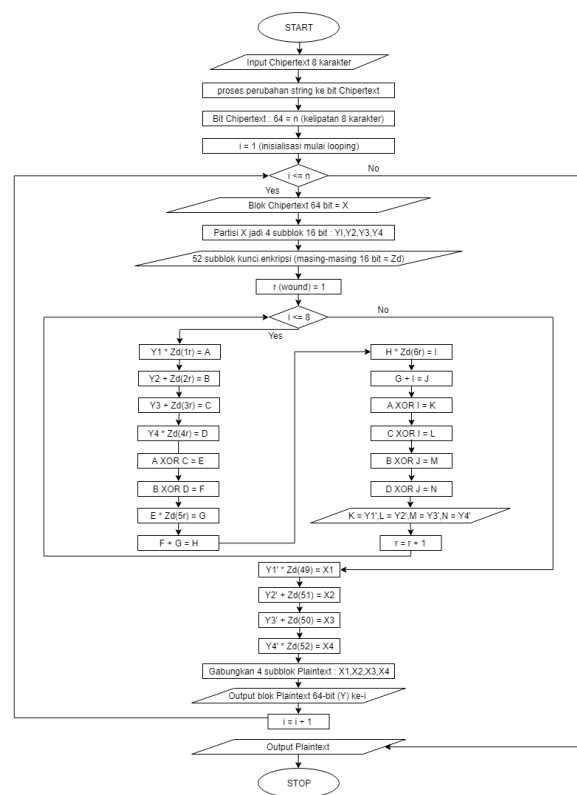 START
Input Chipertext 8 karakter
proses perubahan string ke bit Chipertext
Bit Chipertext : 64 = n (kelipatan 8 karakter)
i = 1 (inisialisasi mulai looping)
i <= n
No
Yes
Blok Chipertext 64 bit = X
Partisi X jadi 4 subblok 16 bit : YI,Y2,Y3,Y4
52 subblok kunci enkripsi (masing-masing 16 bit = Zd)
r (wound) = 1
i <= 8
No
Yes
Y1 * Zd(1r) = A
Y2 + Zd(2r) = B
Y3 + Zd(3r) = C
Y4 * Zd(4r) = D
A XOR C = E
B XOR D = F
E * Zd(5r) = G
F + G = H
H * Zd(6r) = I
G + I = J
A XOR I = K
C XOR I = L
B XOR J = M
D XOR J = N
K = Y1',L = Y2',M = Y3',N = Y4'
r = r + 1
Y1' * Zd(49) = X1
Y2' + Zd(51) = X2
Y3' + Zd(50) = X3
Y4' * Zd(52) = X4
Gabungkan 4 subblok Plaintext : X1,X2,X3,X4
Output blok Plaintext 64-bit (Y) ke-i
i = i + 1
Output Plaintext
STOP